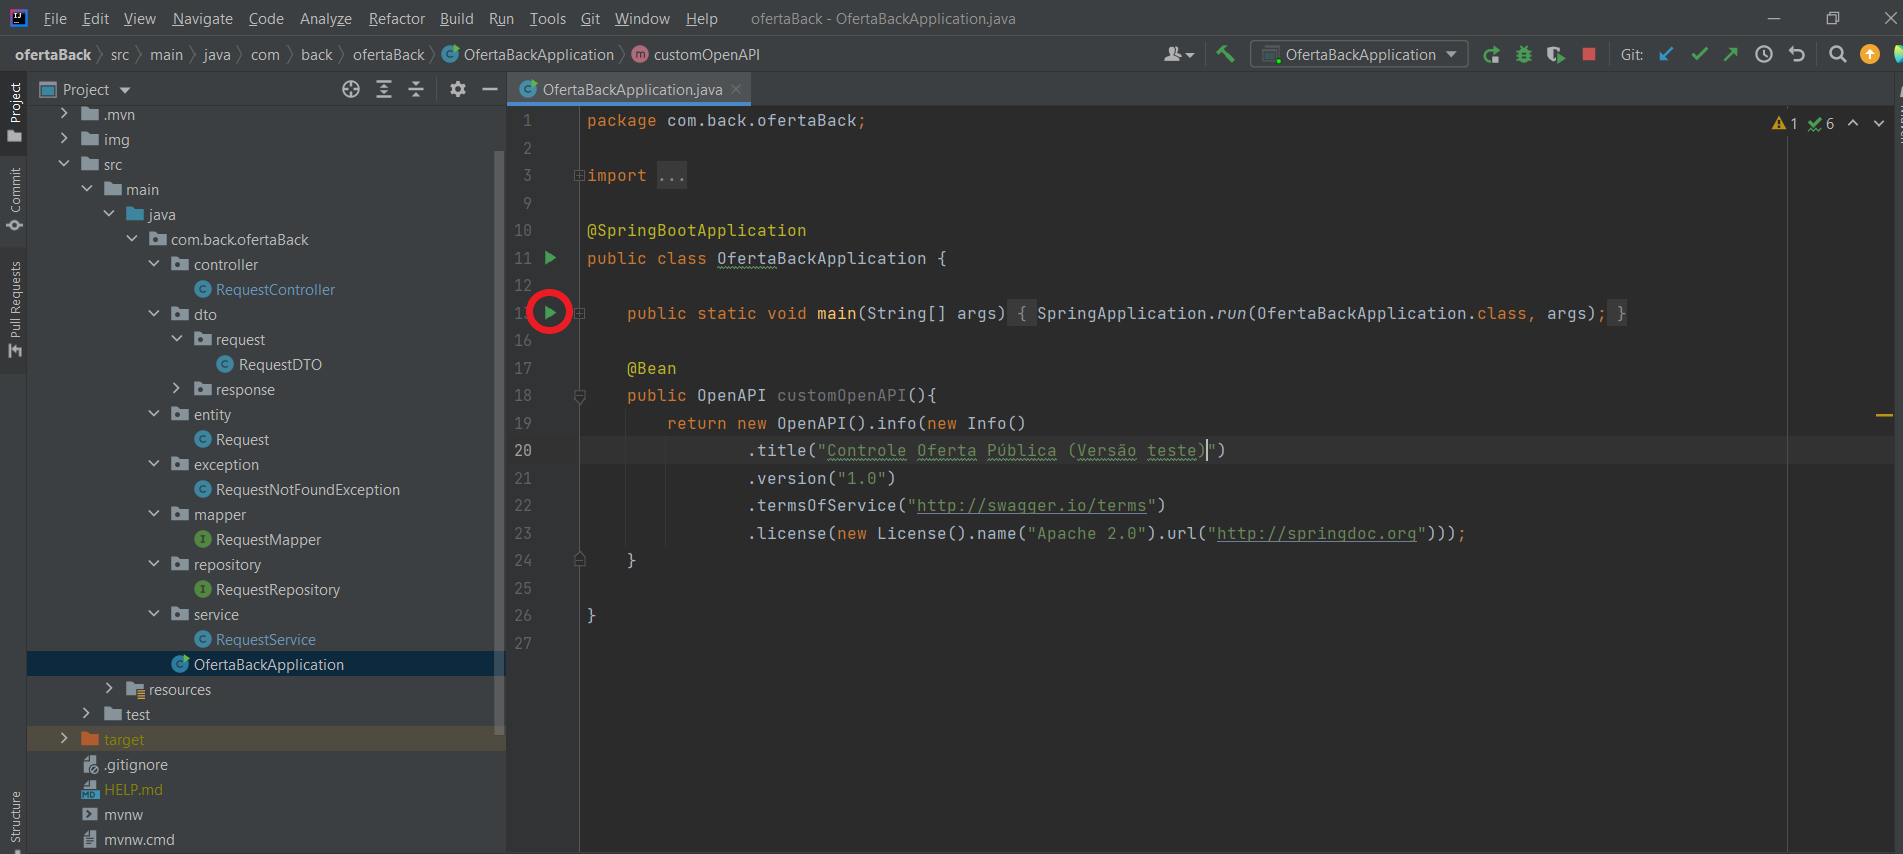 File Edit View Navigate Code Analyze Refactor Build Run Tools Git Window Help ofertaBack - OfertaBackApplication.java
ofertaBack src main java com back ofertaBack OfertaBackApplication customOpenAPI OfertaBackApplication Git:
Project
Commit
Pull Requests
Structure
Project
.mvn
img
src
main
java
com.back.ofertaBack
controller
RequestController
dto
request
RequestDTO
response
entity
Request
exception
RequestNotFoundException
mapper
RequestMapper
repository
RequestRepository
service
RequestService
OfertaBackApplication
resources
test
target
.gitignore
HELP.md
mvnw
mvnw.cmd
OfertaBackApplication.java
1 6
1 package com.back.ofertaBack;
2
3 import ...
9
10 @SpringBootApplication
11 public class OfertaBackApplication {
12
13 public static void main(String[] args) { SpringApplication.run(OfertaBackApplication.class, args); }
16
17 @Bean
18 public OpenAPI customOpenAPI(){
19 return new OpenAPI().info(new Info()
20 .title("Controle Oferta Pública (Versão teste)")
21 .version("1.0")
22 .termsOfService("http://swagger.io/terms")
23 .license(new License().name("Apache 2.0").url("http://springdoc.org")));
24 }
25
26 }
27